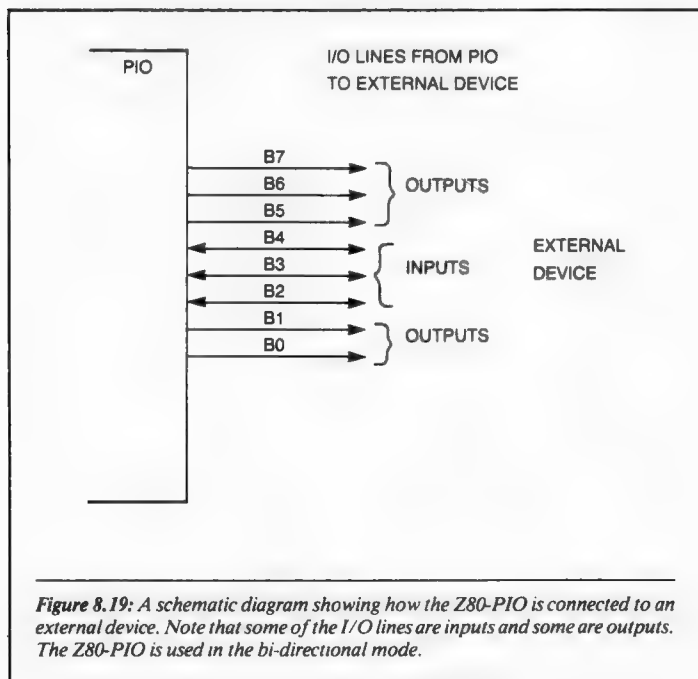 PIO
I/O LINES FROM PIO
TO EXTERNAL DEVICE
B7
B6
OUTPUTS
B5
B4
B3
INPUTS
EXTERNAL
DEVICE
B2
B1
OUTPUTS
B0
Figure 8.19: A schematic diagram showing how the Z80-PIO is connected to an
external device. Note that some of the I/O lines are inputs and some are outputs.
The Z80-PIO is used in the bi-directional mode.